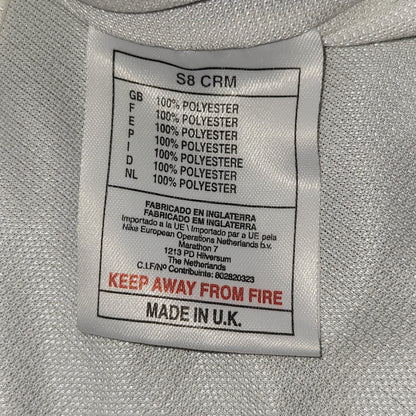 S8 CRM
GB 100% POLYESTER
F 100% POLYESTER
E 100% POLYESTER
P 100% POLYESTER
I 100% POLYESTERE
D 100% POLYESTER
NL 100% POLYESTER
FABRICADO EN INGLATERRA
FABRICADO EM INGLATERRA
Importado a la UE \ Importado par a UE pela
Nike European Operations Netherlands b.v.
Marathon 7
1213 PD Hilversum
The Netherlands
C.I.F/Nº Contribuinte: 802820323
KEEP AWAY FROM FIRE
MADE IN U.K.